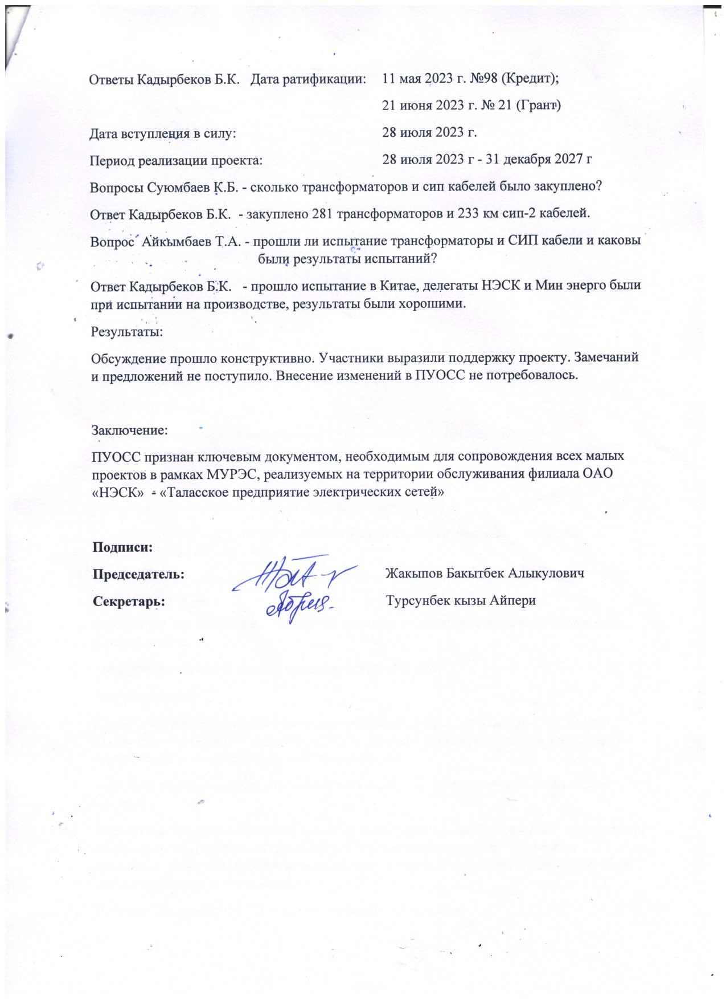 Ответы Кадырбеков Б.К. Дата ратификации: 11 мая 2023 г. №98 (Кредит);
21 июня 2023 г. № 21 (Грант)
Дата вступления в силу: 28 июля 2023 г.
Период реализации проекта: 28 июля 2023 г - 31 декабря 2027 г
Вопросы Суюмбаев К.Б. - сколько трансформаторов и сип кабелей было закуплено?
Ответ Кадырбеков Б.К. - закуплено 281 трансформаторов и 233 км сип-2 кабелей.
Вопрос Айкымбаев Т.А. - прошли ли испытание трансформаторы и СИП кабели и каковы
были результаты испытаний?
Ответ Кадырбеков Б.К. - прошло испытание в Китае, делегаты НЭСК и Мин энерго были
при испытании на производстве, результаты были хорошими.
Результаты:
Обсуждение прошло конструктивно. Участники выразили поддержку проекту. Замечаний
и предложений не поступило. Внесение изменений в ПУОСС не потребовалось.
Заключение:
ПУОСС признан ключевым документом, необходимым для сопровождения всех малых
проектов в рамках МУРЭС, реализуемых на территории обслуживания филиала ОАО
«НЭСК» - «Таласское предприятие электрических сетей»
Подписи:
Председатель: Жакыпов Бакытбек Алыкулович
Секретарь: Турсунбек кызы Айпери